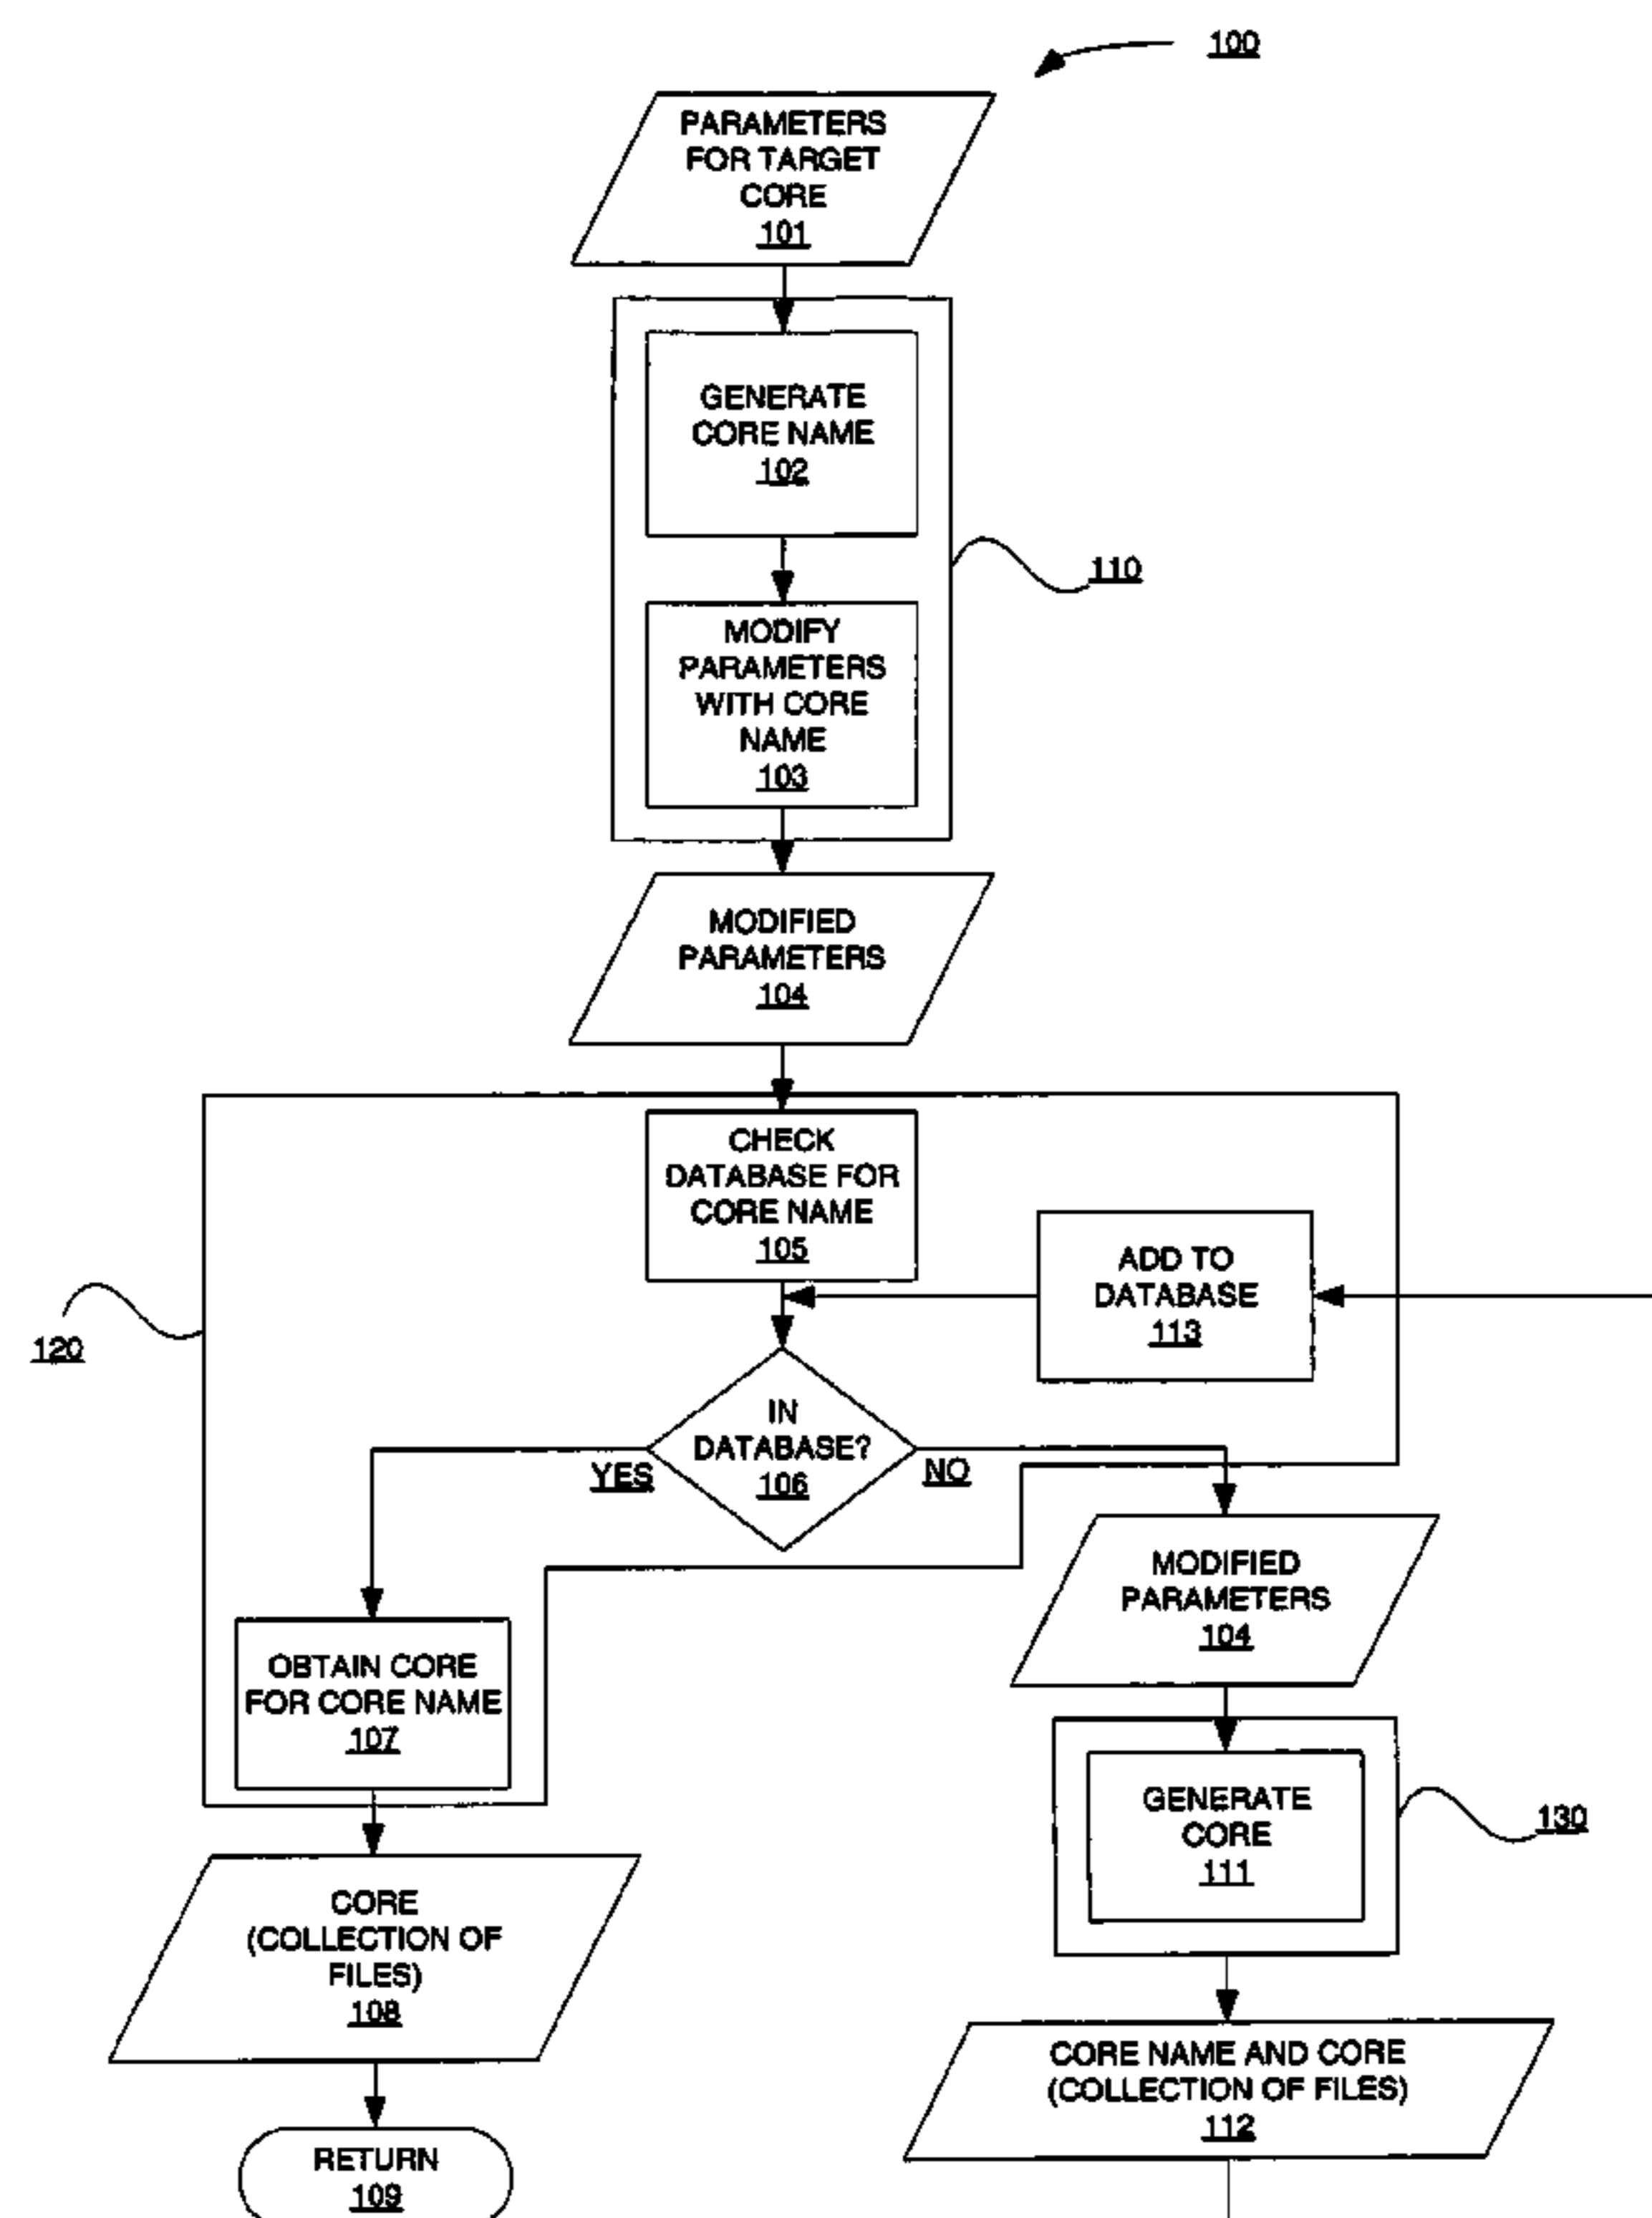 100
PARAMETERS
FOR TARGET
CORE
101
GENERATE
CORE NAME
102
110
MODIFY
PARAMETERS
WITH CORE
NAME
103
MODIFIED
PARAMETERS
104
CHECK
DATABASE FOR
CORE NAME
105
ADD TO
DATABASE
113
120
IN
DATABASE?
106
YES
NO
MODIFIED
PARAMETERS
104
OBTAIN CORE
FOR CORE NAME
107
GENERATE
CORE
111
130
CORE
(COLLECTION OF
FILES)
108
CORE NAME AND CORE
(COLLECTION OF FILES)
112
RETURN
109